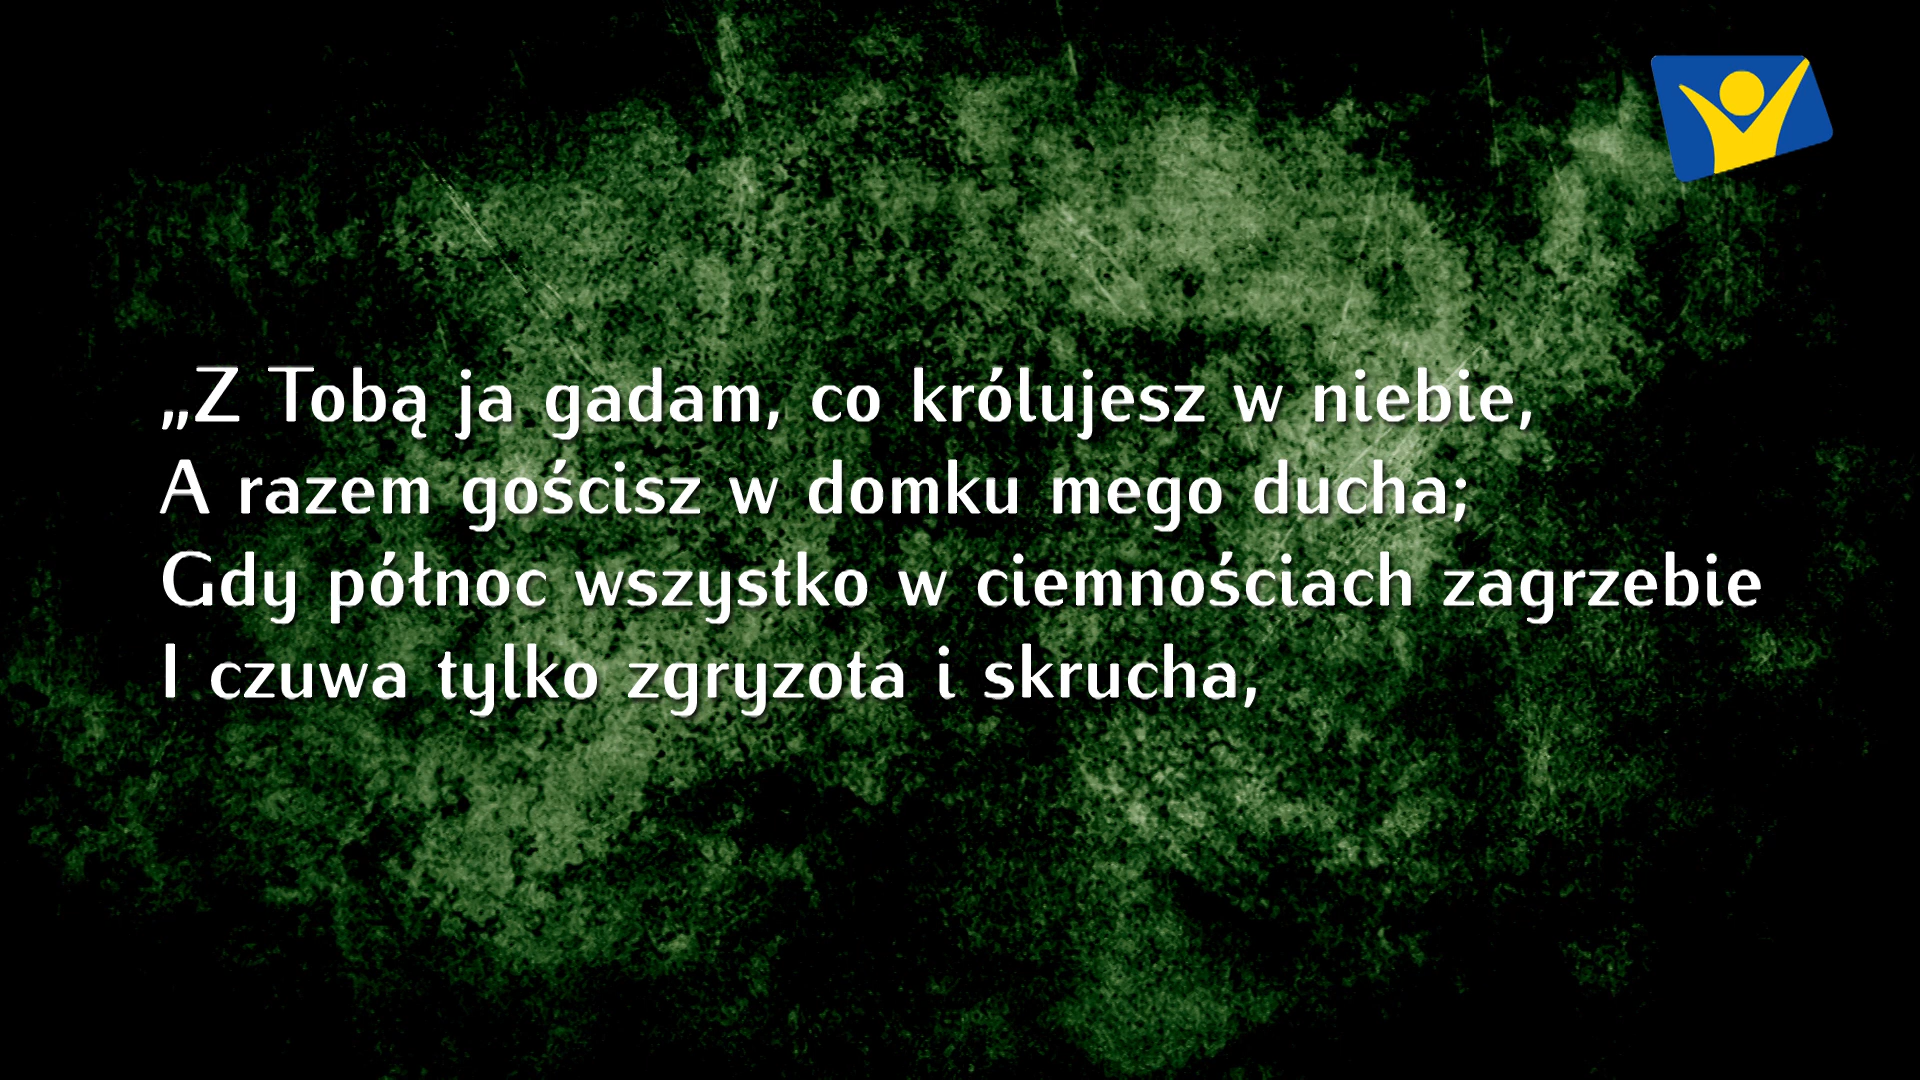 „Z Tobą ja gadam, co królujesz w niebie,
A razem gościsz w domku mego ducha;
Gdy północ wszystko w ciemnościach zagrzebie
I czuwa tylko zgryzota i skrucha,